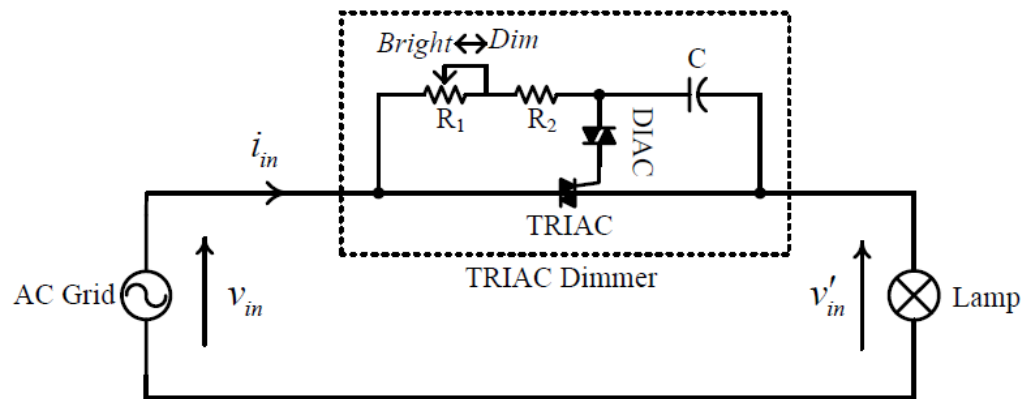 Bright ↔ Dim
C
R₁
R₂
DIAC
i_in
TRIAC
TRIAC Dimmer
AC Grid
v_in
v'_in
Lamp